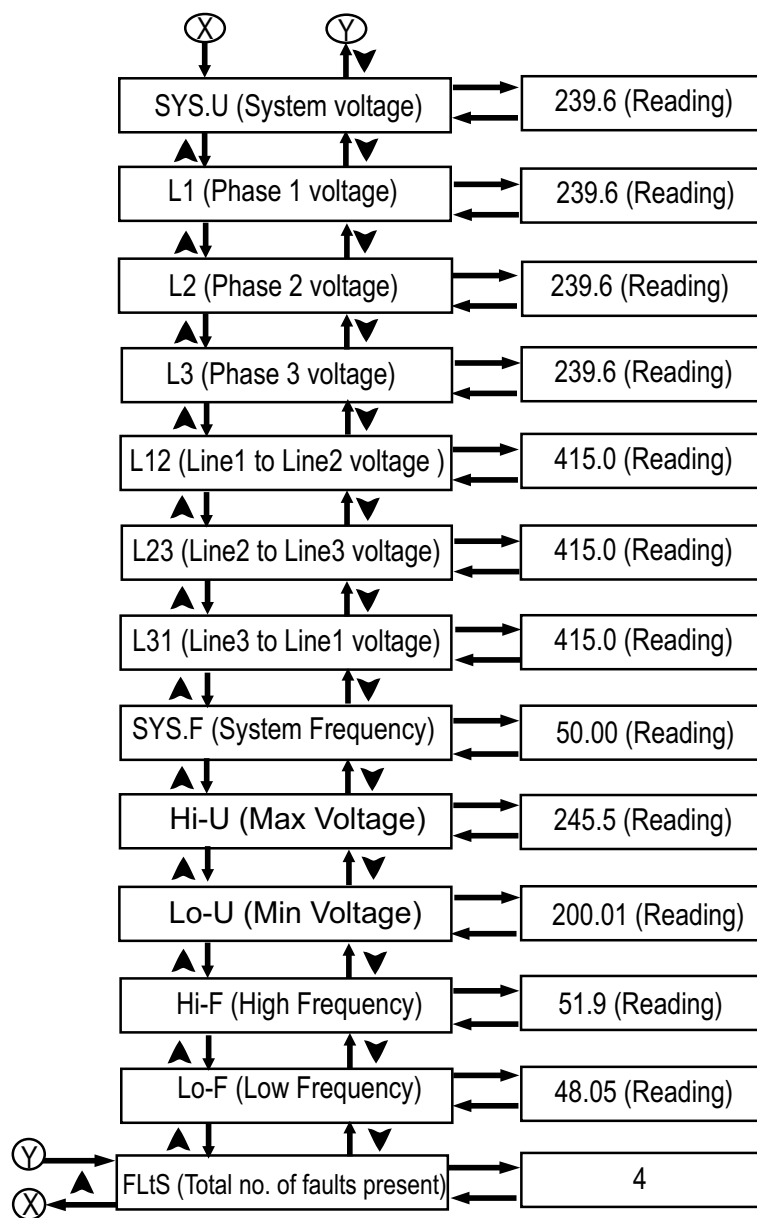 X
Y
SYS.U (System voltage)
239.6 (Reading)
L1 (Phase 1 voltage)
239.6 (Reading)
L2 (Phase 2 voltage)
239.6 (Reading)
L3 (Phase 3 voltage)
239.6 (Reading)
L12 (Line1 to Line2 voltage )
415.0 (Reading)
L23 (Line2 to Line3 voltage)
415.0 (Reading)
L31 (Line3 to Line1 voltage)
415.0 (Reading)
SYS.F (System Frequency)
50.00 (Reading)
Hi-U (Max Voltage)
245.5 (Reading)
Lo-U (Min Voltage)
200.01 (Reading)
Hi-F (High Frequency)
51.9 (Reading)
Lo-F (Low Frequency)
48.05 (Reading)
Y
X
FLtS (Total no. of faults present)
4